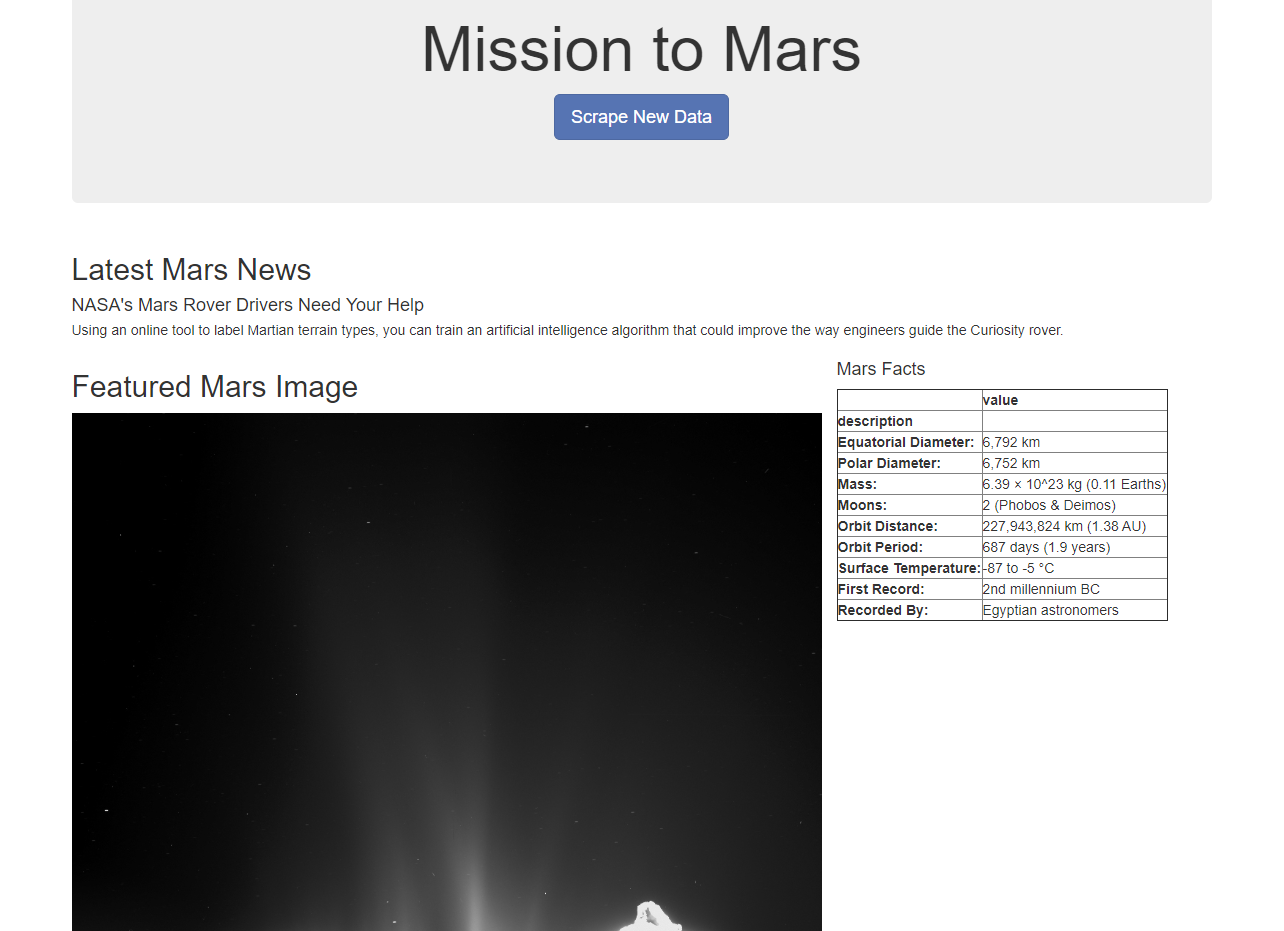 Mission to Mars
Scrape New Data
Latest Mars News
NASA's Mars Rover Drivers Need Your Help
Using an online tool to label Martian terrain types, you can train an artificial intelligence algorithm that could improve the way engineers guide the Curiosity rover.
Featured Mars Image
Mars Facts
value
description
Equatorial Diameter: 6,792 km
Polar Diameter: 6,752 km
Mass: 6.39 × 10^23 kg (0.11 Earths)
Moons: 2 (Phobos & Deimos)
Orbit Distance: 227,943,824 km (1.38 AU)
Orbit Period: 687 days (1.9 years)
Surface Temperature: -87 to -5 °C
First Record: 2nd millennium BC
Recorded By: Egyptian astronomers